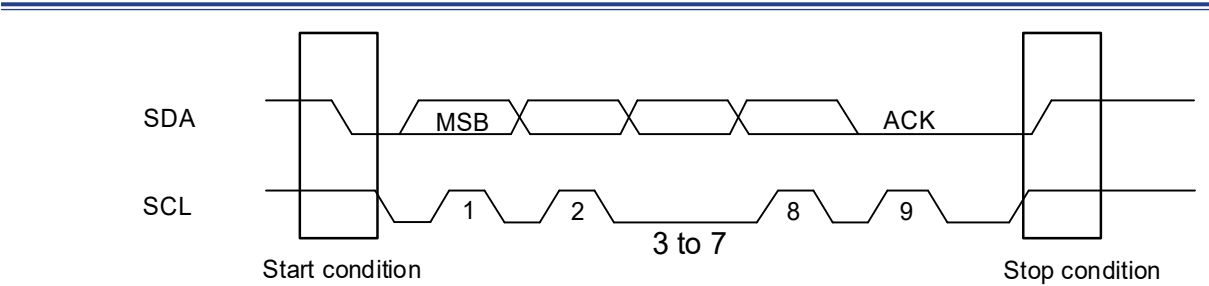 SDA
MSB
ACK
SCL
1
2
8
9
3 to 7
Start condition
Stop condition